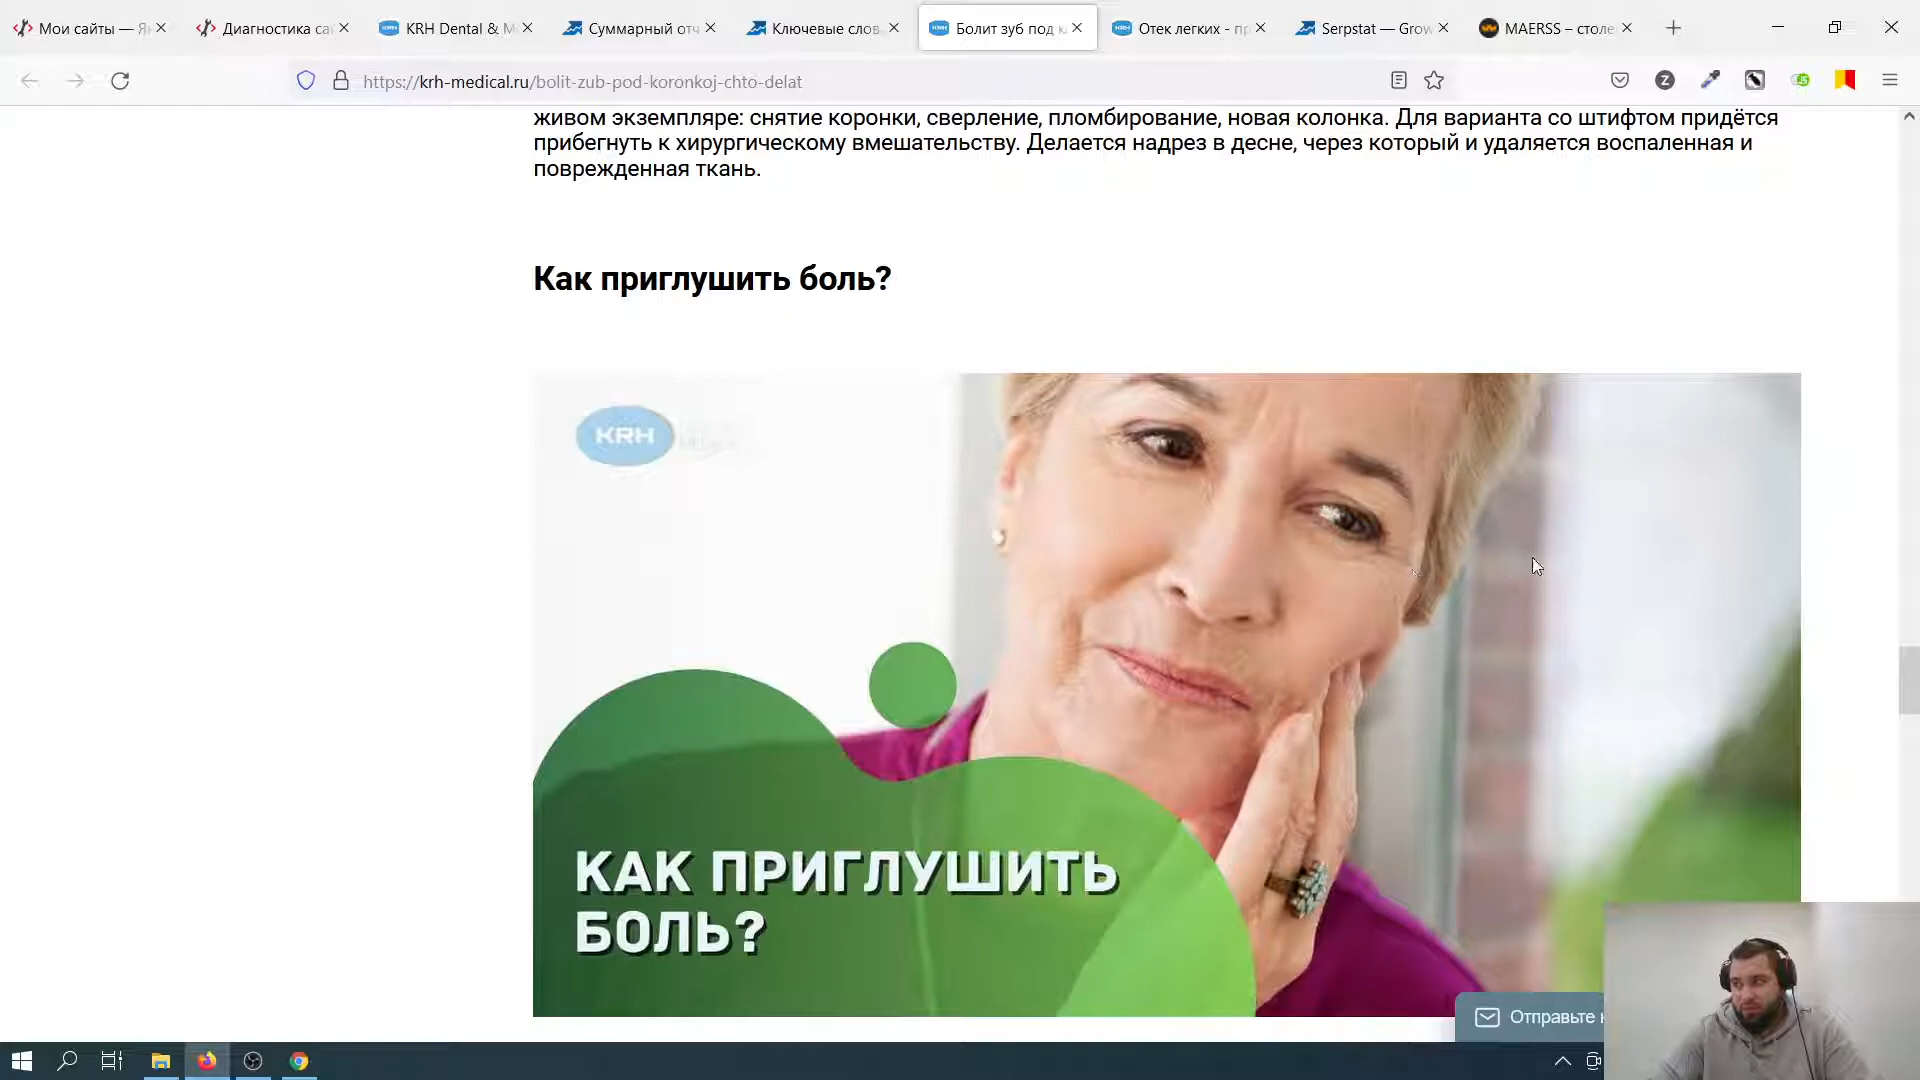 Мои сайты — Я
Диагностика са
KRH Dental & M
Суммарный отч
Ключевые слов
Болит зуб под к
Отек легких - пр
Serpstat — Grow
MAERSS – столе
https://krh-medical.ru/bolit-zub-pod-koronkoj-chto-delat
живом экземпляре: снятие коронки, сверление, пломбирование, новая колонка. Для варианта со штифтом придётся
прибегнуть к хирургическому вмешательству. Делается надрез в десне, через который и удаляется воспаленная и
поврежденная ткань.
Как приглушить боль?
KRH
КАК ПРИГЛУШИТЬ
БОЛЬ?
Отправьте